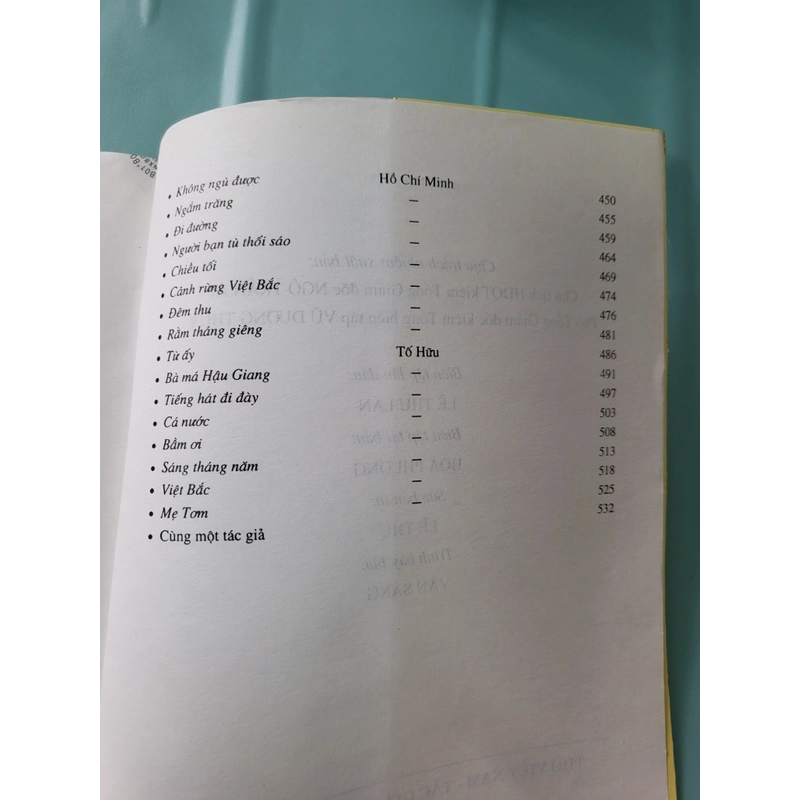 • Không ngủ được Hồ Chí Minh 450
• Ngắm trăng — 455
• Đi đường — 459
• Người bạn tù thổi sáo — 464
• Chiều tối — 469
• Cảnh rừng Việt Bắc — 474
• Đêm thu — 476
• Rằm tháng giêng — 481
• Từ ấy Tố Hữu 486
• Bà má Hậu Giang — 491
• Tiếng hát đi đày — 497
• Cá nước — 503
• Bầm ơi — 508
• Sáng tháng năm — 513
• Việt Bắc — 518
• Mẹ Tơm — 525
• Cùng một tác giả 532